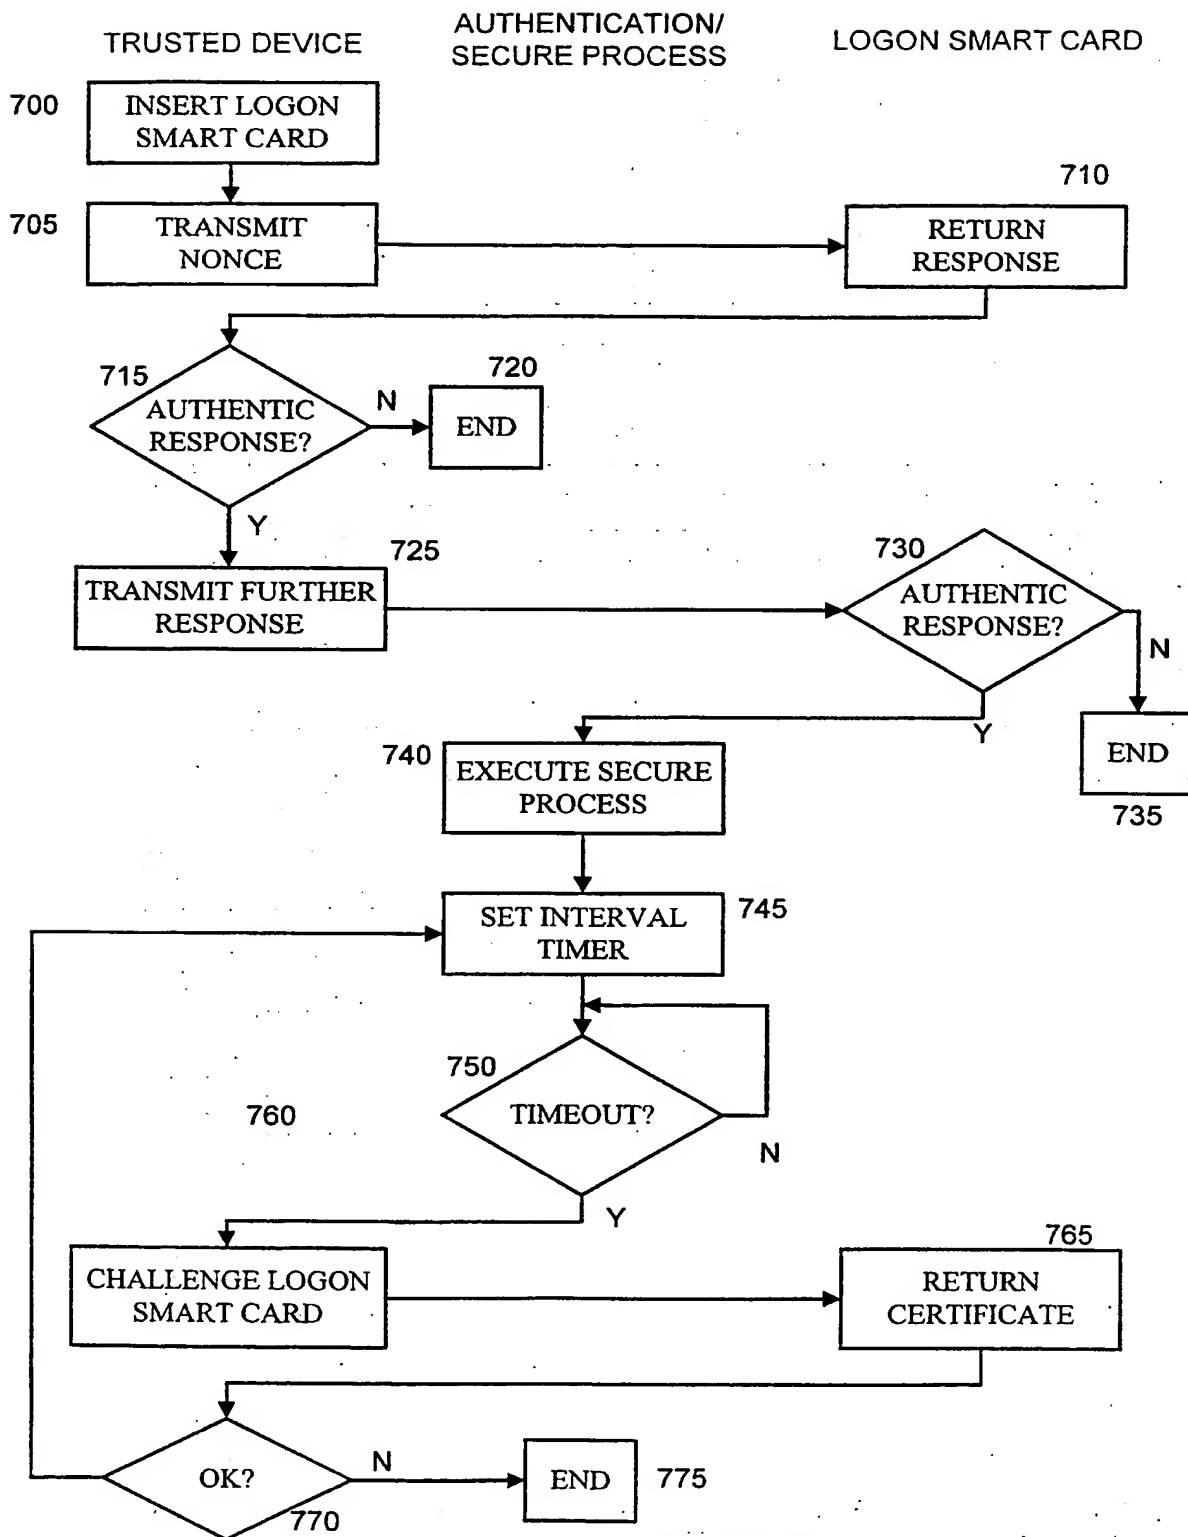 TRUSTED DEVICE
AUTHENTICATION/
SECURE PROCESS
LOGON SMART CARD
700
INSERT LOGON
SMART CARD
705
TRANSMIT
NONCE
710
RETURN
RESPONSE
715
AUTHENTIC
RESPONSE?
N
720
END
Y
725
TRANSMIT FURTHER
RESPONSE
730
AUTHENTIC
RESPONSE?
N
Y
END
735
740
EXECUTE SECURE
PROCESS
745
SET INTERVAL
TIMER
750
TIMEOUT?
N
Y
760
CHALLENGE LOGON
SMART CARD
765
RETURN
CERTIFICATE
OK?
770
N
END
775